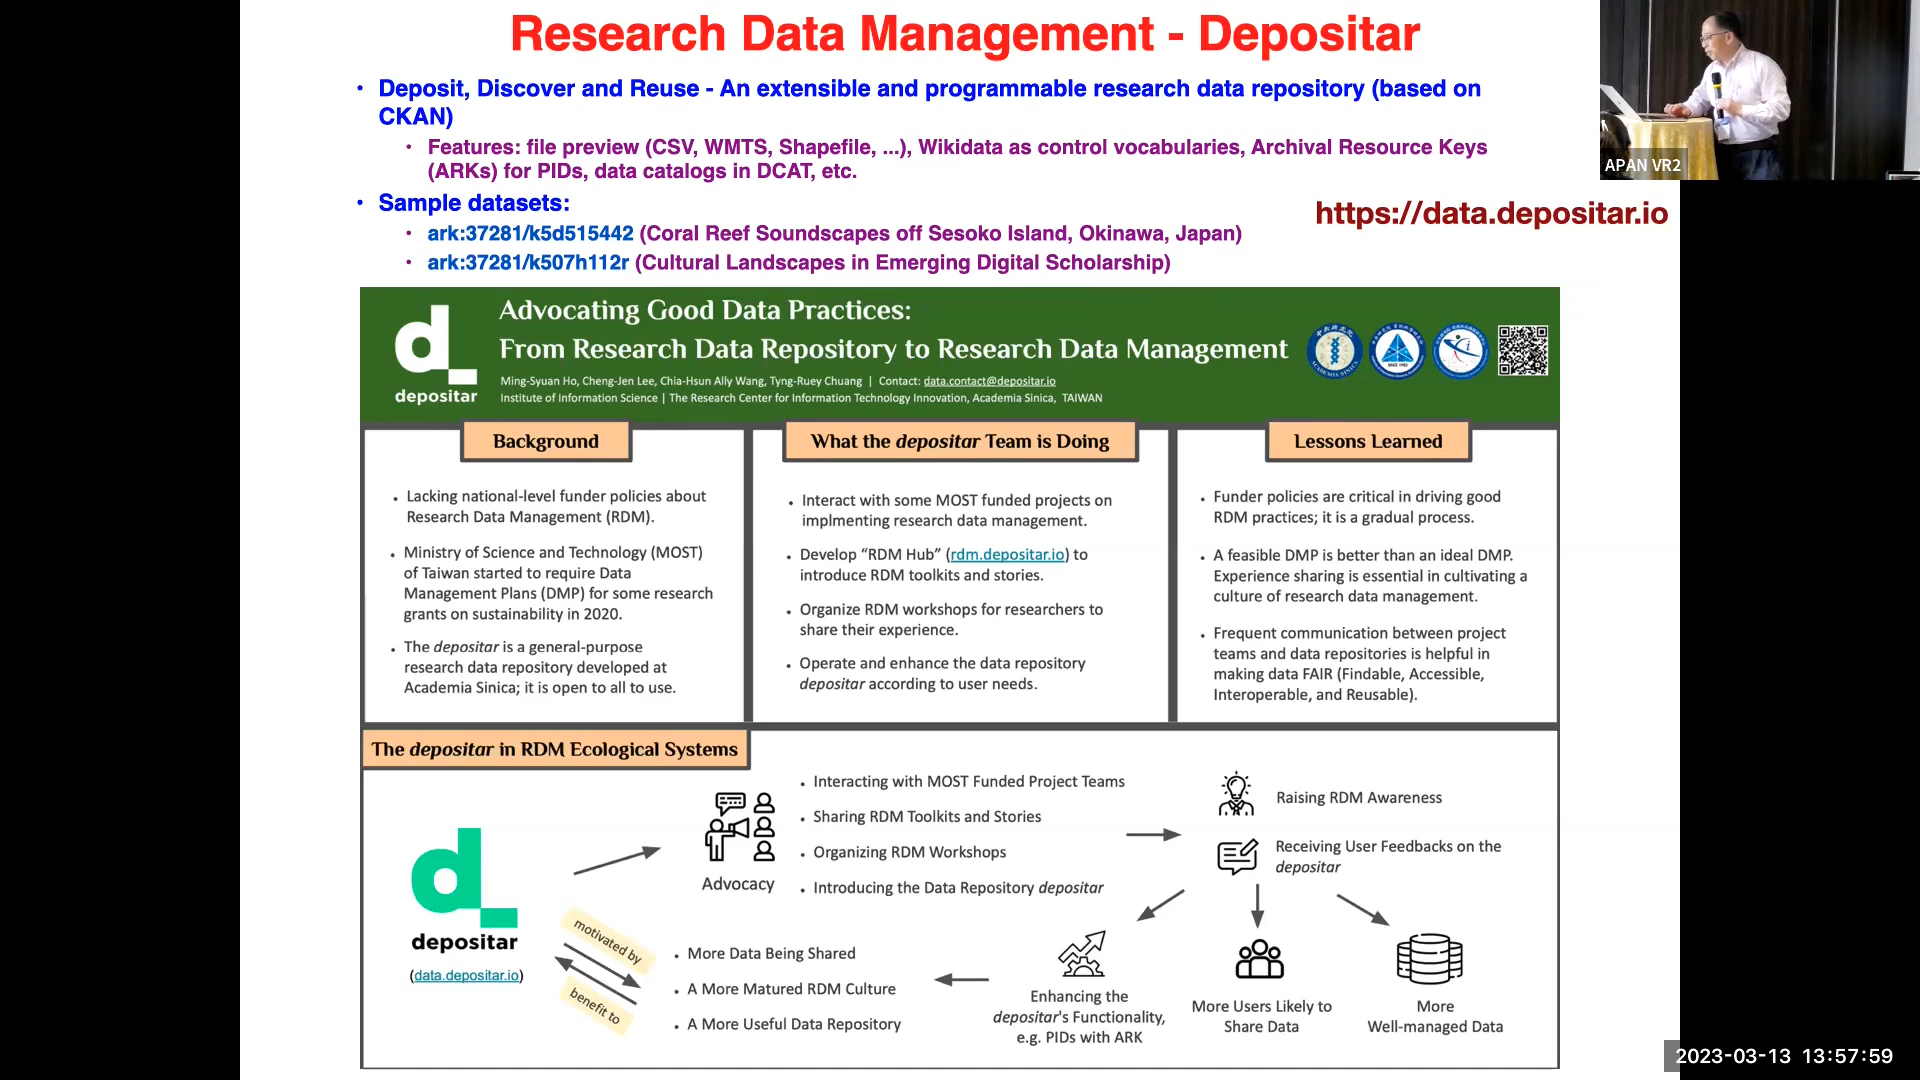 Research Data Management - Depositar
• Deposit, Discover and Reuse - An extensible and programmable research data repository (based on
CKAN)
• Features: file preview (CSV, WMTS, Shapefile, ...), Wikidata as control vocabularies, Archival Resource Keys
(ARKs) for PIDs, data catalogs in DCAT, etc.
• Sample datasets:
https://data.depositar.io
• ark:37281/k5d515442 (Coral Reef Soundscapes off Sesoko Island, Okinawa, Japan)
• ark:37281/k507h112r (Cultural Landscapes in Emerging Digital Scholarship)
APAN VR2
d_
depositar
Advocating Good Data Practices:
From Research Data Repository to Research Data Management
Ming-Syuan Ho, Cheng-Jen Lee, Chia-Hsun Ally Wang, Tyng-Ruey Chuang | Contact: data.contact@depositar.io
Institute of Information Science | The Research Center for Information Technology Innovation, Academia Sinica, TAIWAN
Background
• Lacking national-level funder policies about
Research Data Management (RDM).
• Ministry of Science and Technology (MOST)
of Taiwan started to require Data
Management Plans (DMP) for some research
grants on sustainability in 2020.
• The depositar is a general-purpose
research data repository developed at
Academia Sinica; it is open to all to use.
What the depositar Team is Doing
• Interact with some MOST funded projects on
implmenting research data management.
• Develop “RDM Hub” (rdm.depositar.io) to
introduce RDM toolkits and stories.
• Organize RDM workshops for researchers to
share their experience.
• Operate and enhance the data repository
depositar according to user needs.
Lessons Learned
• Funder policies are critical in driving good
RDM practices; it is a gradual process.
• A feasible DMP is better than an ideal DMP.
Experience sharing is essential in cultivating a
culture of research data management.
• Frequent communication between project
teams and data repositories is helpful in
making data FAIR (Findable, Accessible,
Interoperable, and Reusable).
The depositar in RDM Ecological Systems
d_
depositar
(data.depositar.io)
Advocacy
• Interacting with MOST Funded Project Teams
• Sharing RDM Toolkits and Stories
• Organizing RDM Workshops
• Introducing the Data Repository depositar
Raising RDM Awareness
Receiving User Feedbacks on the
depositar
motivated by
benefit to
• More Data Being Shared
• A More Matured RDM Culture
• A More Useful Data Repository
Enhancing the
depositar's Functionality,
e.g. PIDs with ARK
More Users Likely to
Share Data
More
Well-managed Data
2023-03-13 13:57:59